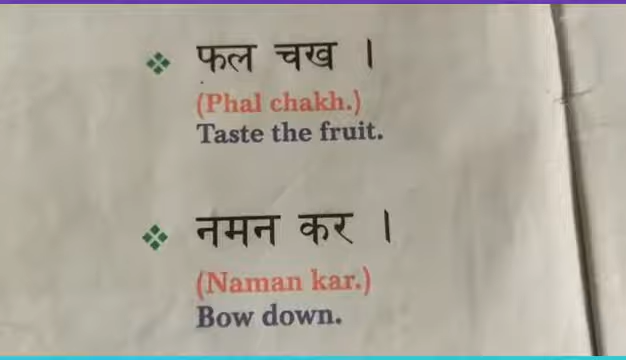 फल चख ।
(Phal chakh.)
Taste the fruit.
नमन कर ।
(Naman kar.)
Bow down.